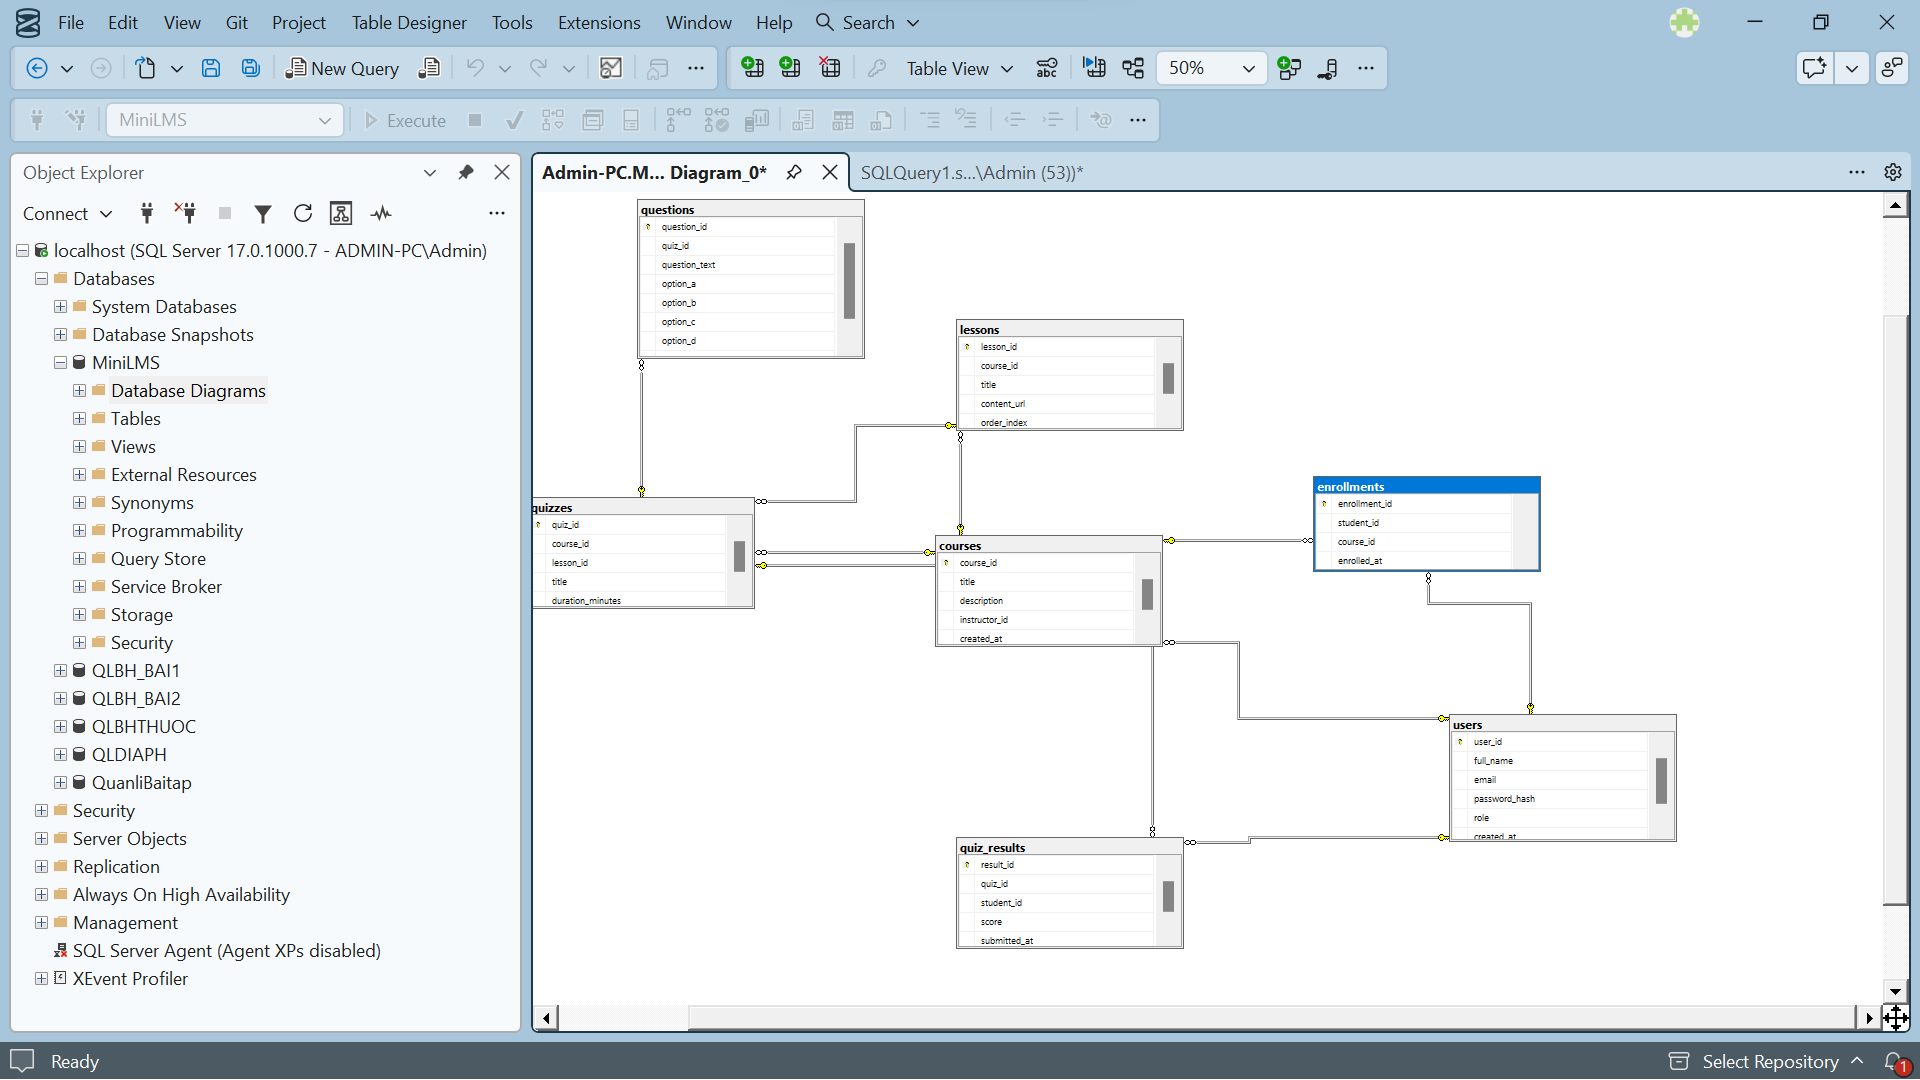 File Edit View Git Project Table Designer Tools Extensions Window Help Search
New Query Table View abc 50%
MiniLMS Execute
Object Explorer
Connect
localhost (SQL Server 17.0.1000.7 - ADMIN-PC\Admin)
Databases
System Databases
Database Snapshots
MiniLMS
Database Diagrams
Tables
Views
External Resources
Synonyms
Programmability
Query Store
Service Broker
Storage
Security
QLBH_BAI1
QLBH_BAI2
QLBHTHUOC
QLDIAPH
QuanliBaitap
Security
Server Objects
Replication
Always On High Availability
Management
SQL Server Agent (Agent XPs disabled)
XEvent Profiler
Admin-PC.M... Diagram_0*
SQLQuery1.s...\Admin (53))*
questions
question_id
quiz_id
question_text
option_a
option_b
option_c
option_d
lessons
lesson_id
course_id
title
content_url
order_index
quizzes
quiz_id
course_id
lesson_id
title
duration_minutes
courses
course_id
title
description
instructor_id
created_at
enrollments
enrollment_id
student_id
course_id
enrolled_at
users
user_id
full_name
email
password_hash
role
created_at
quiz_results
result_id
quiz_id
student_id
score
submitted_at
Ready
Select Repository
1